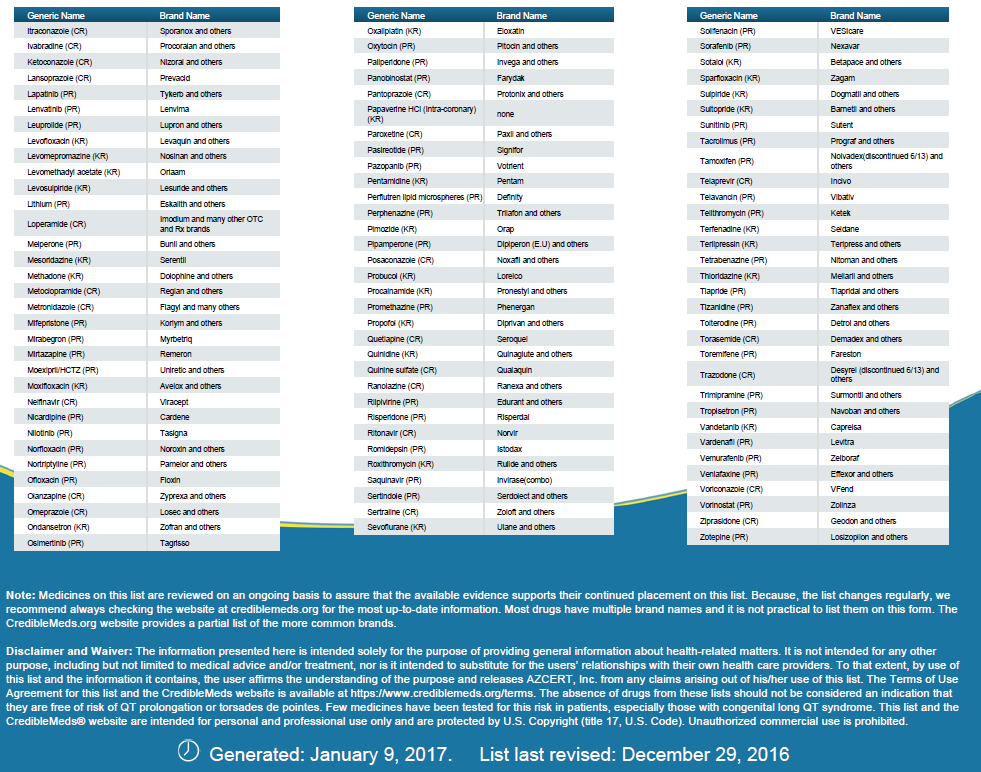 Generic Name Brand Name
Itraconazole (CR) Sporanox and others
Ivabradine (CR) Procoralan and others
Ketoconazole (CR) Nizoral and others
Lansoprazole (CR) Prevacid
Lapatinib (PR) Tykerb and others
Lenvatinib (PR) Lenvima
Leuprolide (PR) Lupron and others
Levofloxacin (KR) Levaquin and others
Levomepromazine (KR) Nosinan and others
Levomethadyl acetate (KR) Orlaam
Levosulpiride (KR) Lesuride and others
Lithium (PR) Eskalith and others
Loperamide (CR) Imodium and many other OTC
and Rx brands
Melperone (PR) Bunil and others
Mesoridazine (KR) Serentil
Methadone (KR) Dolophine and others
Metoclopramide (CR) Reglan and others
Metronidazole (CR) Flagyl and many others
Mifepristone (PR) Korlym and others
Mirabegron (PR) Myrbetriq
Mirtazapine (PR) Remeron
Moexipril/HCTZ (PR) Uniretic and others
Moxifloxacin (KR) Avelox and others
Nelfinavir (CR) Viracept
Nicardipine (PR) Cardene
Nilotinib (PR) Tasigna
Norfloxacin (PR) Noroxin and others
Nortriptyline (PR) Pamelor and others
Ofloxacin (PR) Floxin
Olanzapine (CR) Zyprexa and others
Omeprazole (CR) Losec and others
Ondansetron (KR) Zofran and others
Osimertinib (PR) Tagrisso
Generic Name Brand Name
Oxaliplatin (KR) Eloxatin
Oxytocin (PR) Pitocin and others
Paliperidone (PR) Invega and others
Panobinostat (PR) Farydak
Pantoprazole (CR) Protonix and others
Papaverine HCl (Intra-coronary)
(KR) none
Paroxetine (CR) Paxil and others
Pasireotide (PR) Signifor
Pazopanib (PR) Votrient
Pentamidine (KR) Pentam
Perflutren lipid microspheres (PR) Definity
Perphenazine (PR) Trilafon and others
Pimozide (KR) Orap
Pipamperone (PR) Dipiperon (E.U) and others
Posaconazole (CR) Noxafil and others
Probucol (KR) Lorelco
Procainamide (KR) Pronestyl and others
Promethazine (PR) Phenergan
Propofol (KR) Diprivan and others
Quetiapine (CR) Seroquel
Quinidine (KR) Quinaglute and others
Quinine sulfate (CR) Qualaquin
Ranolazine (CR) Ranexa and others
Rilpivirine (PR) Edurant and others
Risperidone (PR) Risperdal
Ritonavir (CR) Norvir
Romidepsin (PR) Istodax
Roxithromycin (KR) Rulide and others
Saquinavir (PR) Invirase(combo)
Sertindole (PR) Serdolect and others
Sertraline (CR) Zoloft and others
Sevoflurane (KR) Ulane and others
Generic Name Brand Name
Solifenacin (PR) VESIcare
Sorafenib (PR) Nexavar
Sotalol (KR) Betapace and others
Sparfloxacin (KR) Zagam
Sulpiride (KR) Dogmatil and others
Sultopride (KR) Barnetil and others
Sunitinib (PR) Sutent
Tacrolimus (PR) Prograf and others
Tamoxifen (PR) Nolvadex(discontinued 6/13) and
others
Telaprevir (CR) Incivo
Telavancin (PR) Vibativ
Telithromycin (PR) Ketek
Terfenadine (KR) Seldane
Terlipressin (KR) Teripress and others
Tetrabenazine (PR) Nitoman and others
Thioridazine (KR) Mellaril and others
Tiapride (PR) Tiapridal and others
Tizanidine (PR) Zanaflex and others
Tolterodine (PR) Detrol and others
Torasemide (CR) Demadex and others
Toremifene (PR) Fareston
Trazodone (CR) Desyrel (discontinued 6/13) and
others
Trimipramine (PR) Surmontil and others
Tropisetron (PR) Navoban and others
Vandetanib (KR) Caprelsa
Vardenafil (PR) Levitra
Vemurafenib (PR) Zelboraf
Venlafaxine (PR) Effexor and others
Voriconazole (CR) VFend
Vorinostat (PR) Zolinza
Ziprasidone (CR) Geodon and others
Zotepine (PR) Losizopilon and others
Note: Medicines on this list are reviewed on an ongoing basis to assure that the available evidence supports their continued placement on this list. Because, the list changes regularly, we
recommend always checking the website at crediblemeds.org for the most up-to-date information. Most drugs have multiple brand names and it is not practical to list them on this form. The
CredibleMeds.org website provides a partial list of the more common brands.
Disclaimer and Waiver: The information presented here is intended solely for the purpose of providing general information about health-related matters. It is not intended for any other
purpose, including but not limited to medical advice and/or treatment, nor is it intended to substitute for the users' relationships with their own health care providers. To that extent, by use of
this list and the information it contains, the user affirms the understanding of the purpose and releases AZCERT, Inc. from any claims arising out of his/her use of this list. The Terms of Use
Agreement for this list and the CredibleMeds website is available at https://www.crediblemeds.org/terms. The absence of drugs from these lists should not be considered an indication that
they are free of risk of QT prolongation or torsades de pointes. Few medicines have been tested for this risk in patients, especially those with congenital long QT syndrome. This list and the
CredibleMeds® website are intended for personal and professional use only and are protected by U.S. Copyright (title 17, U.S. Code). Unauthorized commercial use is prohibited.
Generated: January 9, 2017. List last revised: December 29, 2016